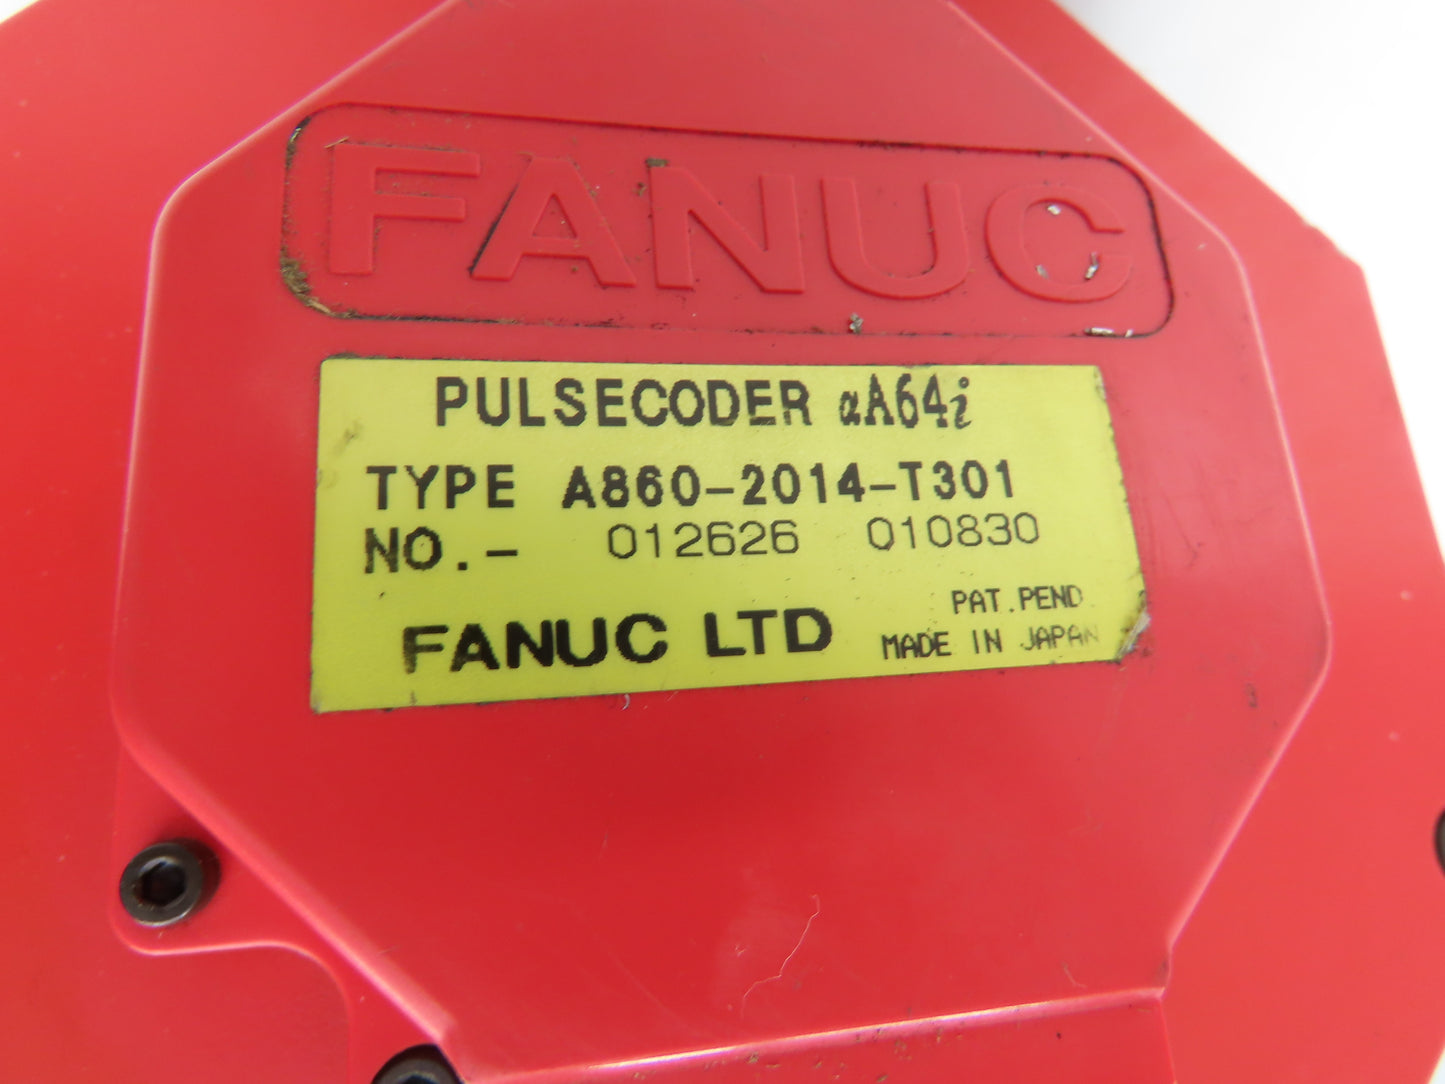 FANUC
PULSECODER αA64i
TYPE A860-2014-T301
NO.- 012626 010830
FANUC LTD
PAT.PEND.
MADE IN JAPAN